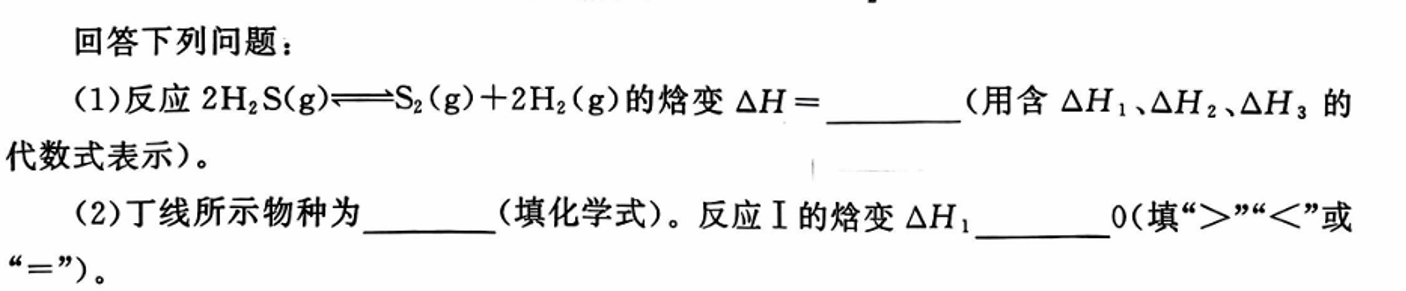 回答下列问题：
(1)反应 2H₂S(g)⇌S₂(g)+2H₂(g)的焓变 ΔH=________(用含 ΔH₁、ΔH₂、ΔH₃ 的
代数式表示)。
(2)丁线所示物种为________(填化学式)。反应Ⅰ的焓变 ΔH₁________0(填“>”“<”或
“=”)。